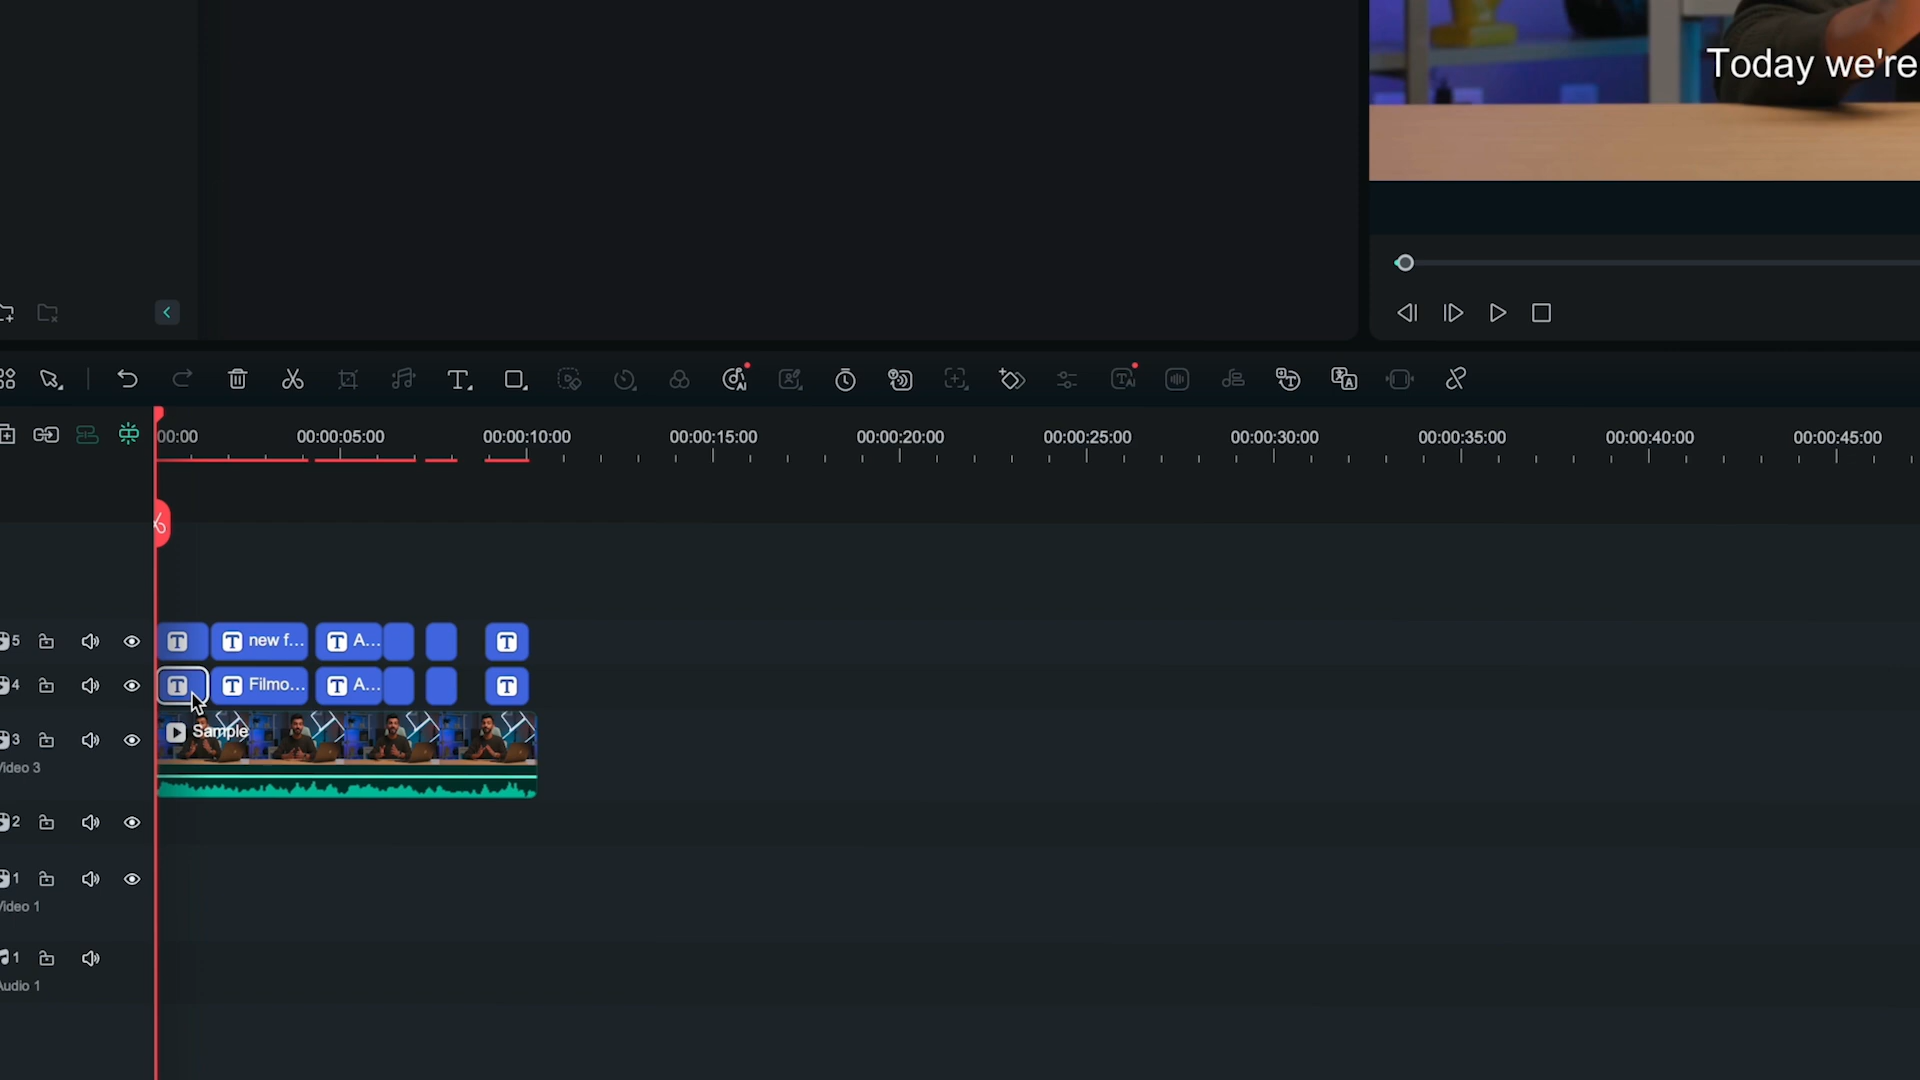 Today we're
00:00
00:00:05:00
00:00:10:00
00:00:15:00
00:00:20:00
00:00:25:00
00:00:30:00
00:00:35:00
00:00:40:00
00:00:45:00
5
T
T new f...
T A...
T
4
T
T Filmo...
T A...
T
3
Sample
ideo 3
2
1
Video 1
1
Audio 1